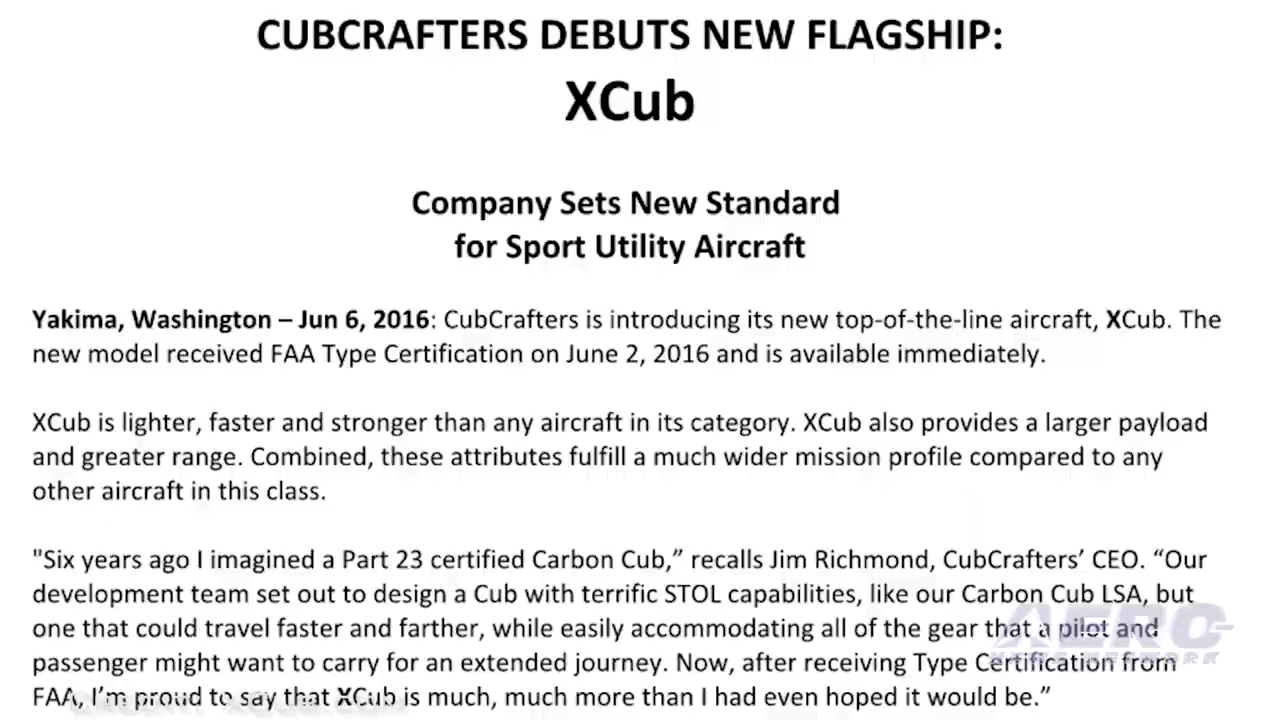 CUBCRAFTERS DEBUTS NEW FLAGSHIP:
XCub
Company Sets New Standard
for Sport Utility Aircraft
Yakima, Washington – Jun 6, 2016: CubCrafters is introducing its new top-of-the-line aircraft, XCub. The
new model received FAA Type Certification on June 2, 2016 and is available immediately.
XCub is lighter, faster and stronger than any aircraft in its category. XCub also provides a larger payload
and greater range. Combined, these attributes fulfill a much wider mission profile compared to any
other aircraft in this class.
"Six years ago I imagined a Part 23 certified Carbon Cub,” recalls Jim Richmond, CubCrafters’ CEO. “Our
development team set out to design a Cub with terrific STOL capabilities, like our Carbon Cub LSA, but
one that could travel faster and farther, while easily accommodating all of the gear that a pilot and
passenger might want to carry for an extended journey. Now, after receiving Type Certification from
FAA, I’m proud to say that XCub is much, much more than I had even hoped it would be.”
AERO
NEWS NETWORK